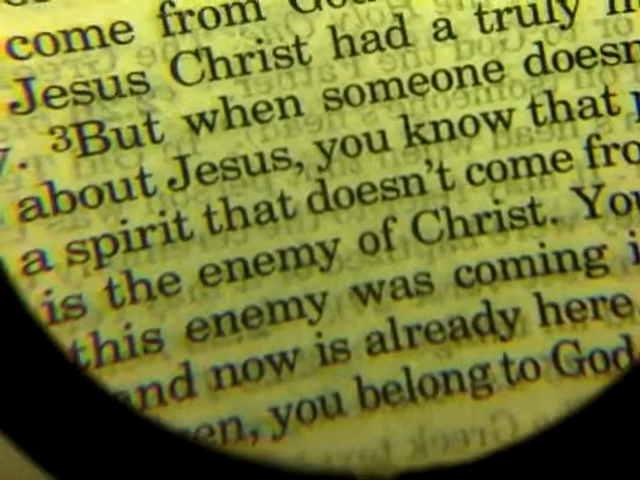 come from God
Jesus Christ had a truly
. 3But when someone doesn
about Jesus, you know that
a spirit that doesn't come fro
is the enemy of Christ. You
this enemy was coming i
and now is already here
en, you belong to God